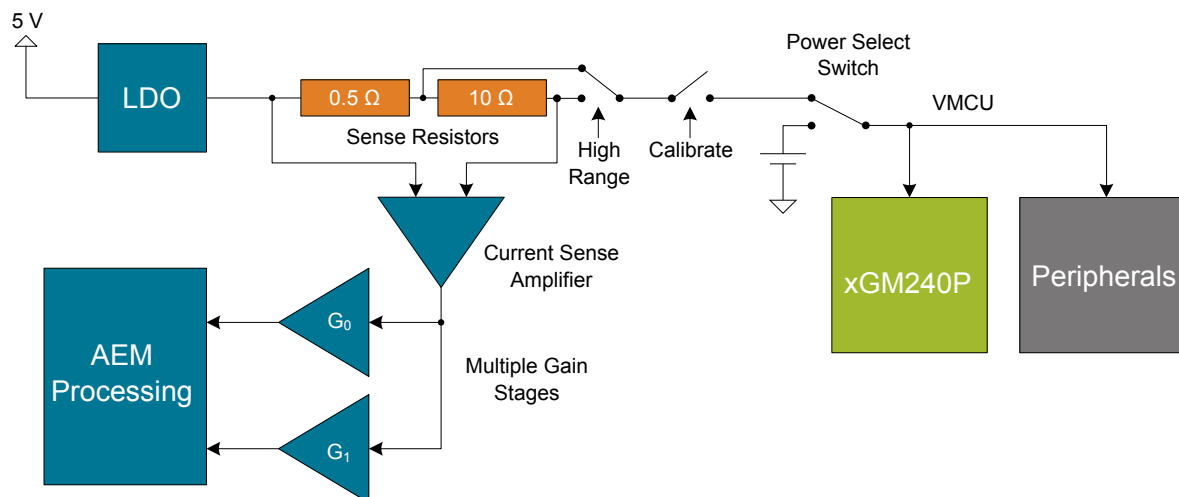 5 V
LDO
0.5 Ω
10 Ω
Sense Resistors
High
Range
Calibrate
Power Select
Switch
VMCU
Current Sense
Amplifier
xGM240P
Peripherals
AEM
Processing
G0
Multiple Gain
Stages
G1